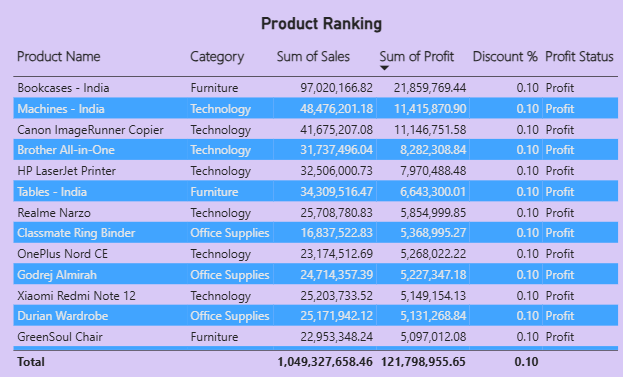 Product Ranking
Product Name Category Sum of Sales Sum of Profit Discount % Profit Status
Bookcases - India Furniture 97,020,166.82 21,859,769.44 0.10 Profit
Machines - India Technology 48,476,201.18 11,415,870.90 0.10 Profit
Canon ImageRunner Copier Technology 41,675,207.08 11,146,751.58 0.10 Profit
Brother All-in-One Technology 31,737,496.04 8,282,308.84 0.10 Profit
HP LaserJet Printer Technology 32,506,000.73 7,970,488.48 0.10 Profit
Tables - India Furniture 34,309,516.47 6,643,300.01 0.10 Profit
Realme Narzo Technology 25,708,780.83 5,854,999.85 0.10 Profit
Classmate Ring Binder Office Supplies 16,837,522.83 5,368,995.27 0.10 Profit
OnePlus Nord CE Technology 23,174,512.69 5,268,022.22 0.10 Profit
Godrej Almirah Office Supplies 24,714,357.39 5,227,347.18 0.10 Profit
Xiaomi Redmi Note 12 Technology 25,203,733.52 5,149,154.13 0.10 Profit
Durian Wardrobe Office Supplies 25,171,942.12 5,131,268.84 0.10 Profit
GreenSoul Chair Furniture 22,953,348.24 5,097,012.08 0.10 Profit
Total 1,049,327,658.46 121,798,955.65 0.10